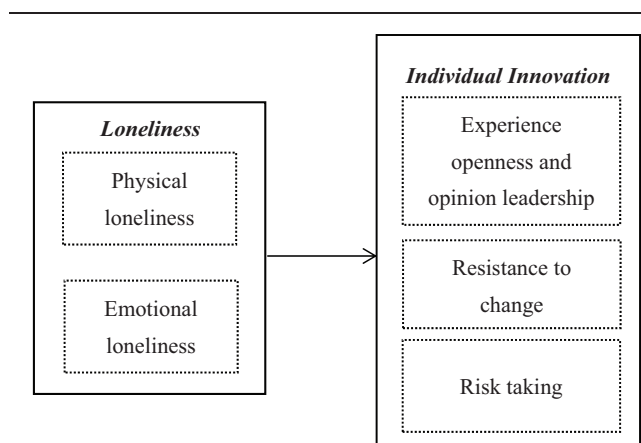 Loneliness
Physical
loneliness
Emotional
loneliness
Individual Innovation
Experience
openness and
opinion leadership
Resistance to
change
Risk taking